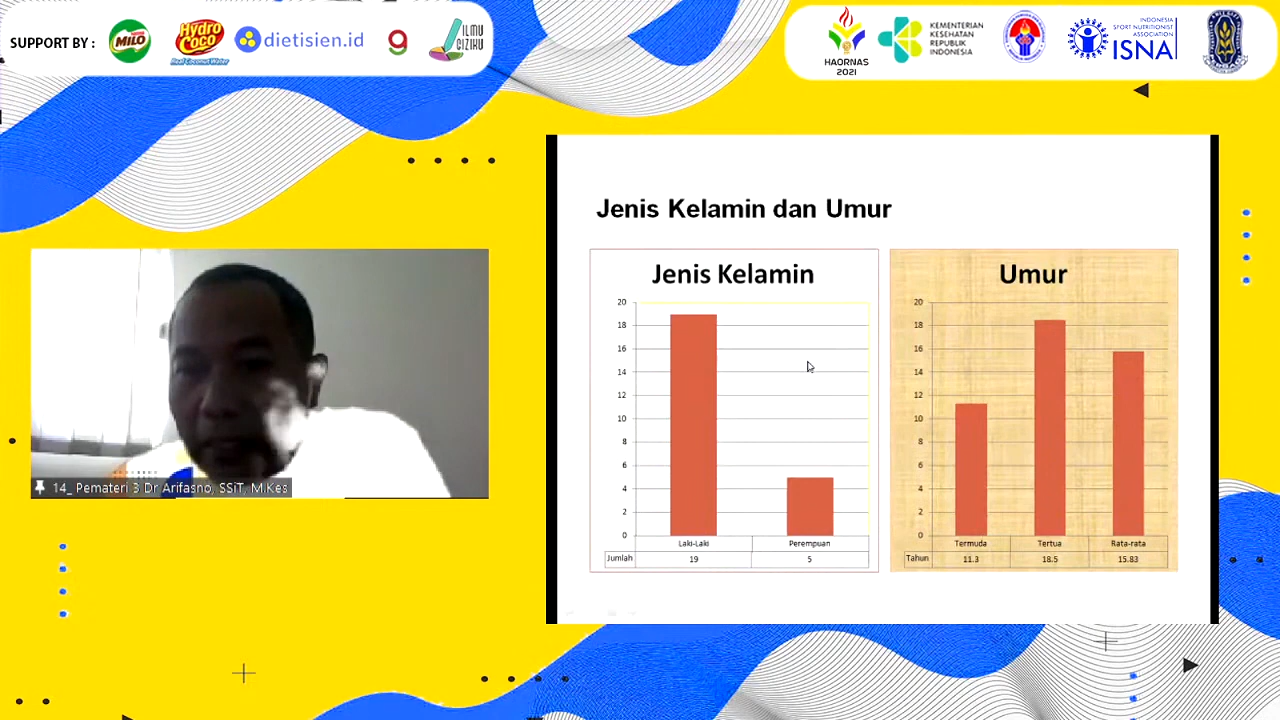 SUPPORT BY :
MILO
Hydro
Coco
Real Coconut Water
dietisien.id
g
ILMU
GIZIKU
HAORNAS
2021
KEMENTERIAN
KESEHATAN
REPUBLIK
INDONESIA
INDONESIA
SPORT NUTRITIONIST
ASSOCIATION
ISNA
Jenis Kelamin dan Umur
Jenis Kelamin
20
18
16
14
12
10
8
6
4
2
0
Laki-Laki Perempuan
Jumlah 19 5
Umur
20
18
16
14
12
10
8
6
4
2
0
Termuda Tertua Rata-rata
Tahun 11.3 18.5 15.83
14_ Pemateri 3 Dr Arifasno, SSiT, M.Kes